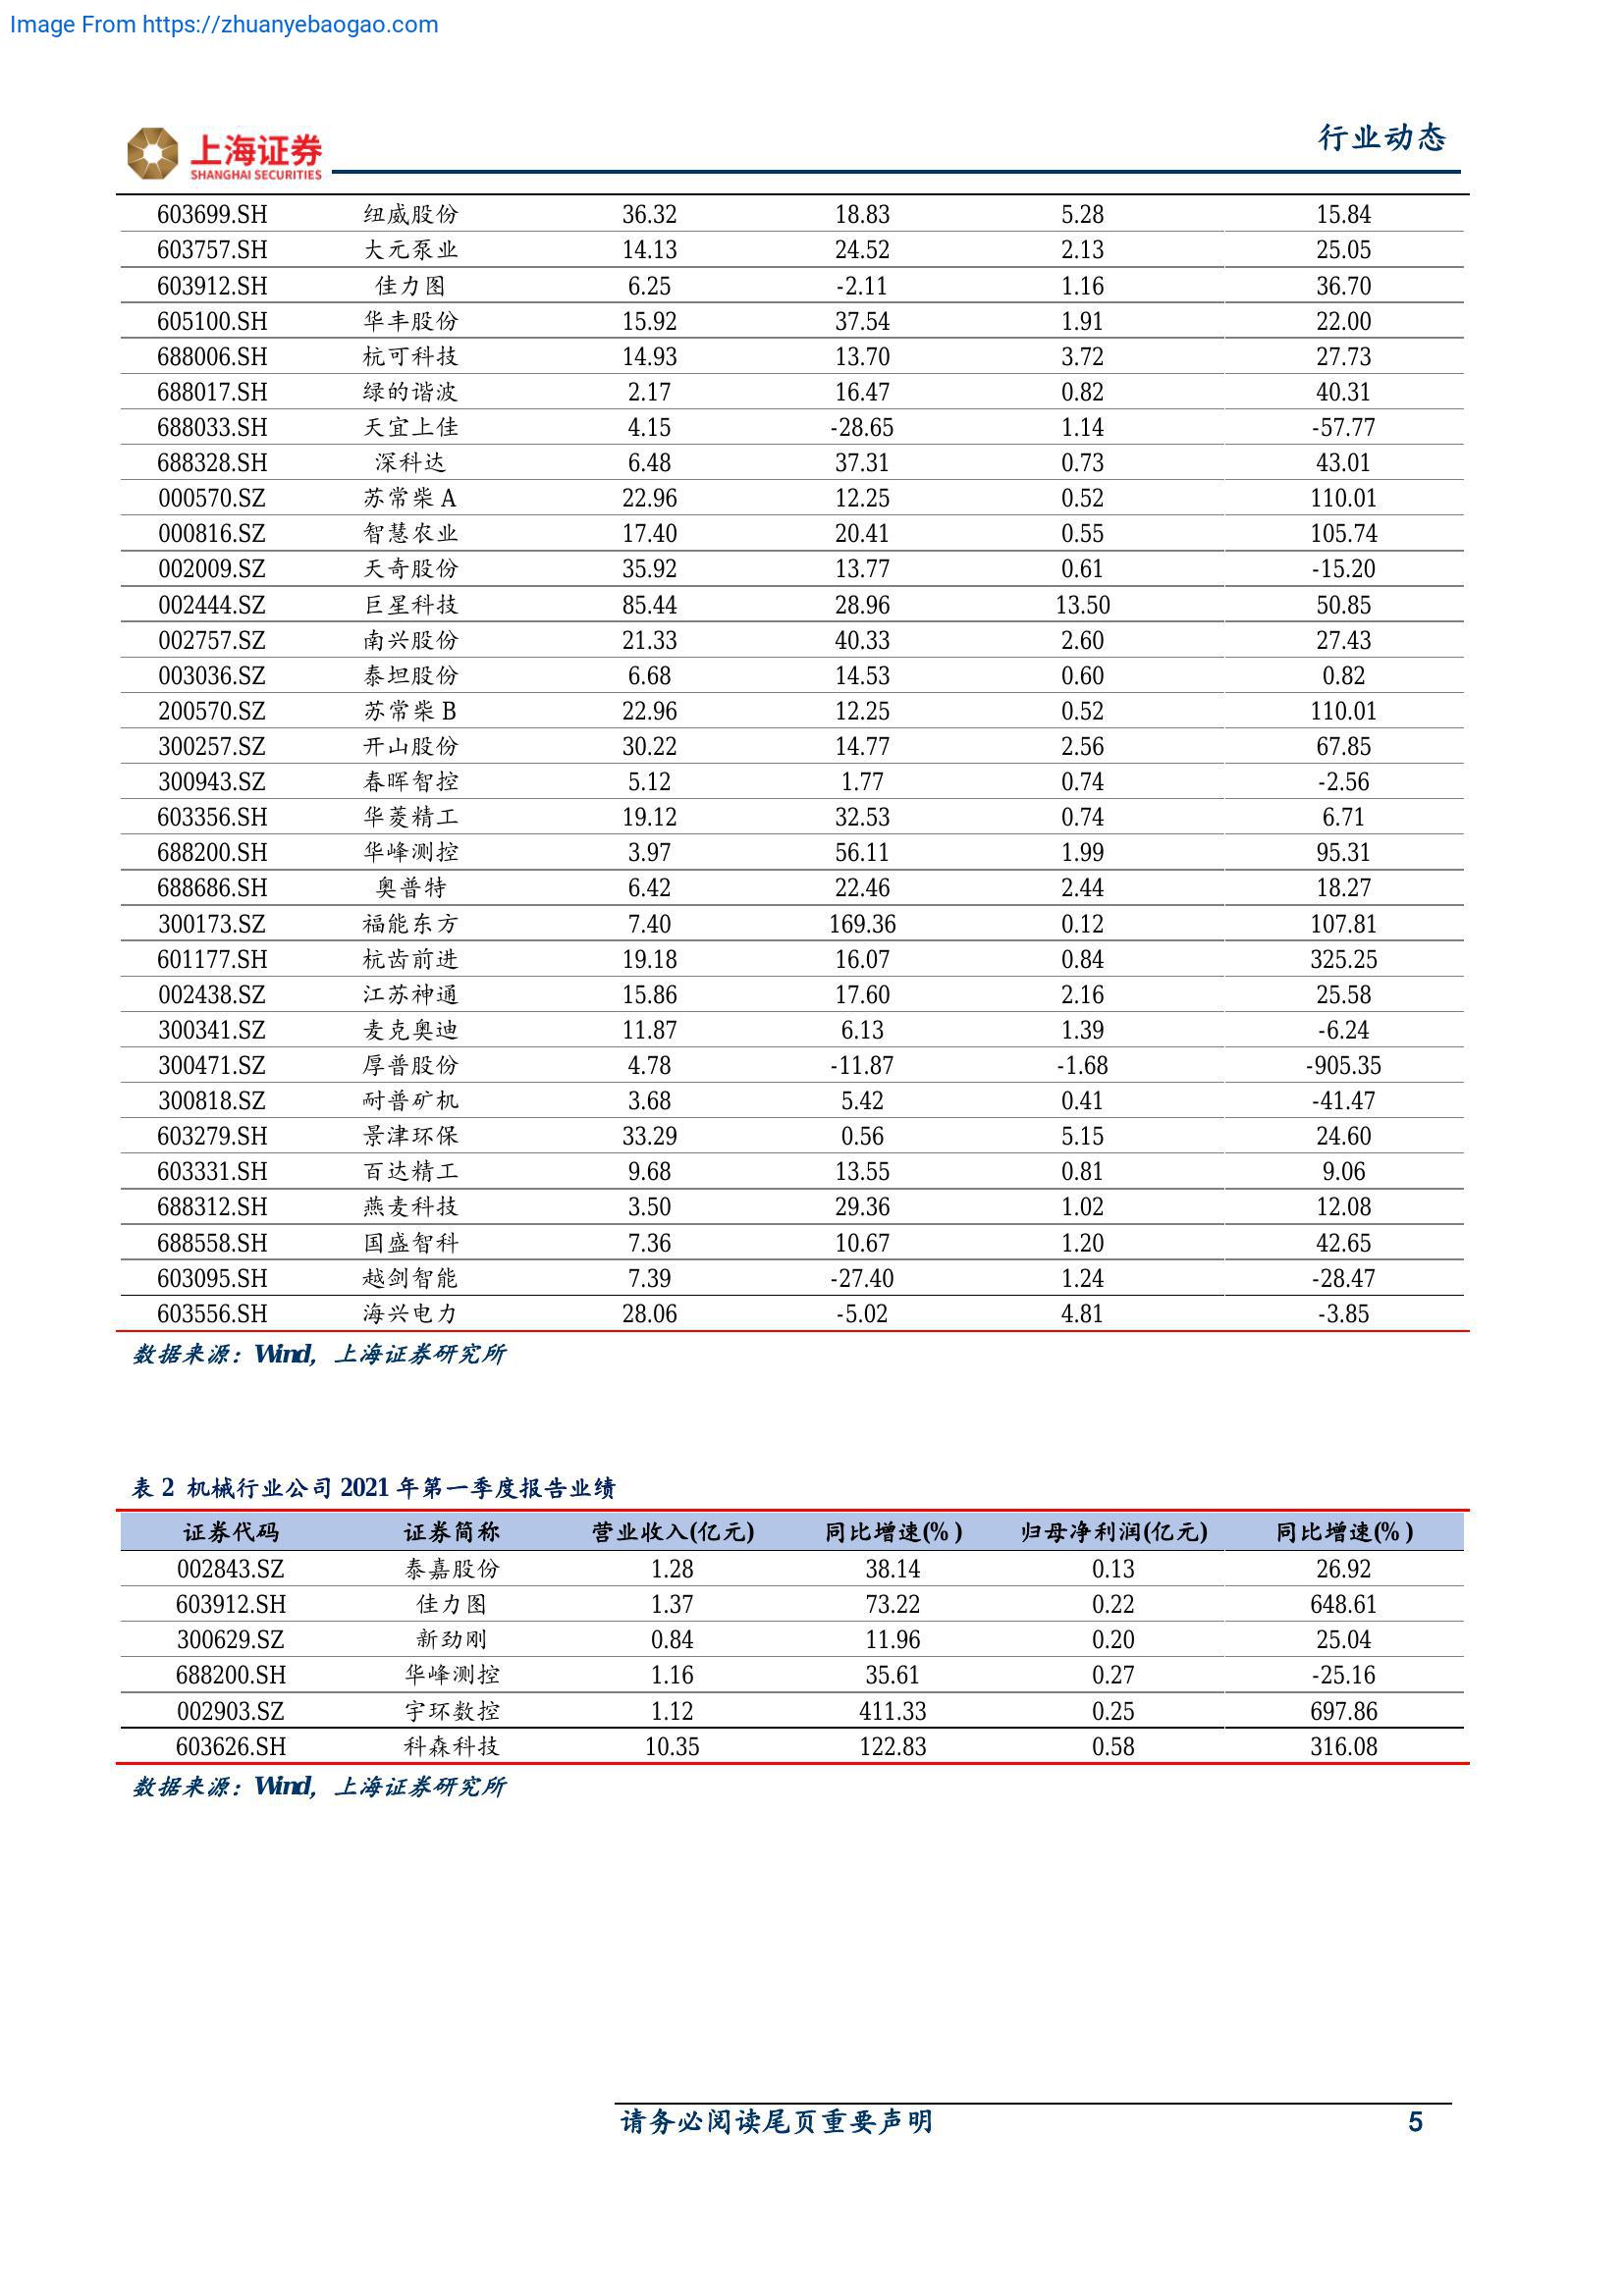 Image From https://zhuanyebaogao.com
上海证券
SHANGHAI SECURITIES
行业动态
603699.SH 纽威股份 36.32 18.83 5.28 15.84
603757.SH 大元泵业 14.13 24.52 2.13 25.05
603912.SH 佳力图 6.25 -2.11 1.16 36.70
605100.SH 华丰股份 15.92 37.54 1.91 22.00
688006.SH 杭可科技 14.93 13.70 3.72 27.73
688017.SH 绿的谐波 2.17 16.47 0.82 40.31
688033.SH 天宜上佳 4.15 -28.65 1.14 -57.77
688328.SH 深科达 6.48 37.31 0.73 43.01
000570.SZ 苏常柴 A 22.96 12.25 0.52 110.01
000816.SZ 智慧农业 17.40 20.41 0.55 105.74
002009.SZ 天奇股份 35.92 13.77 0.61 -15.20
002444.SZ 巨星科技 85.44 28.96 13.50 50.85
002757.SZ 南兴股份 21.33 40.33 2.60 27.43
003036.SZ 泰坦股份 6.68 14.53 0.60 0.82
200570.SZ 苏常柴 B 22.96 12.25 0.52 110.01
300257.SZ 开山股份 30.22 14.77 2.56 67.85
300943.SZ 春晖智控 5.12 1.77 0.74 -2.56
603356.SH 华菱精工 19.12 32.53 0.74 6.71
688200.SH 华峰测控 3.97 56.11 1.99 95.31
688686.SH 奥普特 6.42 22.46 2.44 18.27
300173.SZ 福能东方 7.40 169.36 0.12 107.81
601177.SH 杭齿前进 19.18 16.07 0.84 325.25
002438.SZ 江苏神通 15.86 17.60 2.16 25.58
300341.SZ 麦克奥迪 11.87 6.13 1.39 -6.24
300471.SZ 厚普股份 4.78 -11.87 -1.68 -905.35
300818.SZ 耐普矿机 3.68 5.42 0.41 -41.47
603279.SH 景津环保 33.29 0.56 5.15 24.60
603331.SH 百达精工 9.68 13.55 0.81 9.06
688312.SH 燕麦科技 3.50 29.36 1.02 12.08
688558.SH 国盛智科 7.36 10.67 1.20 42.65
603095.SH 越剑智能 7.39 -27.40 1.24 -28.47
603556.SH 海兴电力 28.06 -5.02 4.81 -3.85
数据来源：Wind，上海证券研究所
表 2 机械行业公司 2021 年第一季度报告业绩
证券代码 证券简称 营业收入(亿元) 同比增速(%) 归母净利润(亿元) 同比增速(%)
002843.SZ 泰嘉股份 1.28 38.14 0.13 26.92
603912.SH 佳力图 1.37 73.22 0.22 648.61
300629.SZ 新劲刚 0.84 11.96 0.20 25.04
688200.SH 华峰测控 1.16 35.61 0.27 -25.16
002903.SZ 宇环数控 1.12 411.33 0.25 697.86
603626.SH 科森科技 10.35 122.83 0.58 316.08
数据来源：Wind，上海证券研究所
请务必阅读尾页重要声明 5